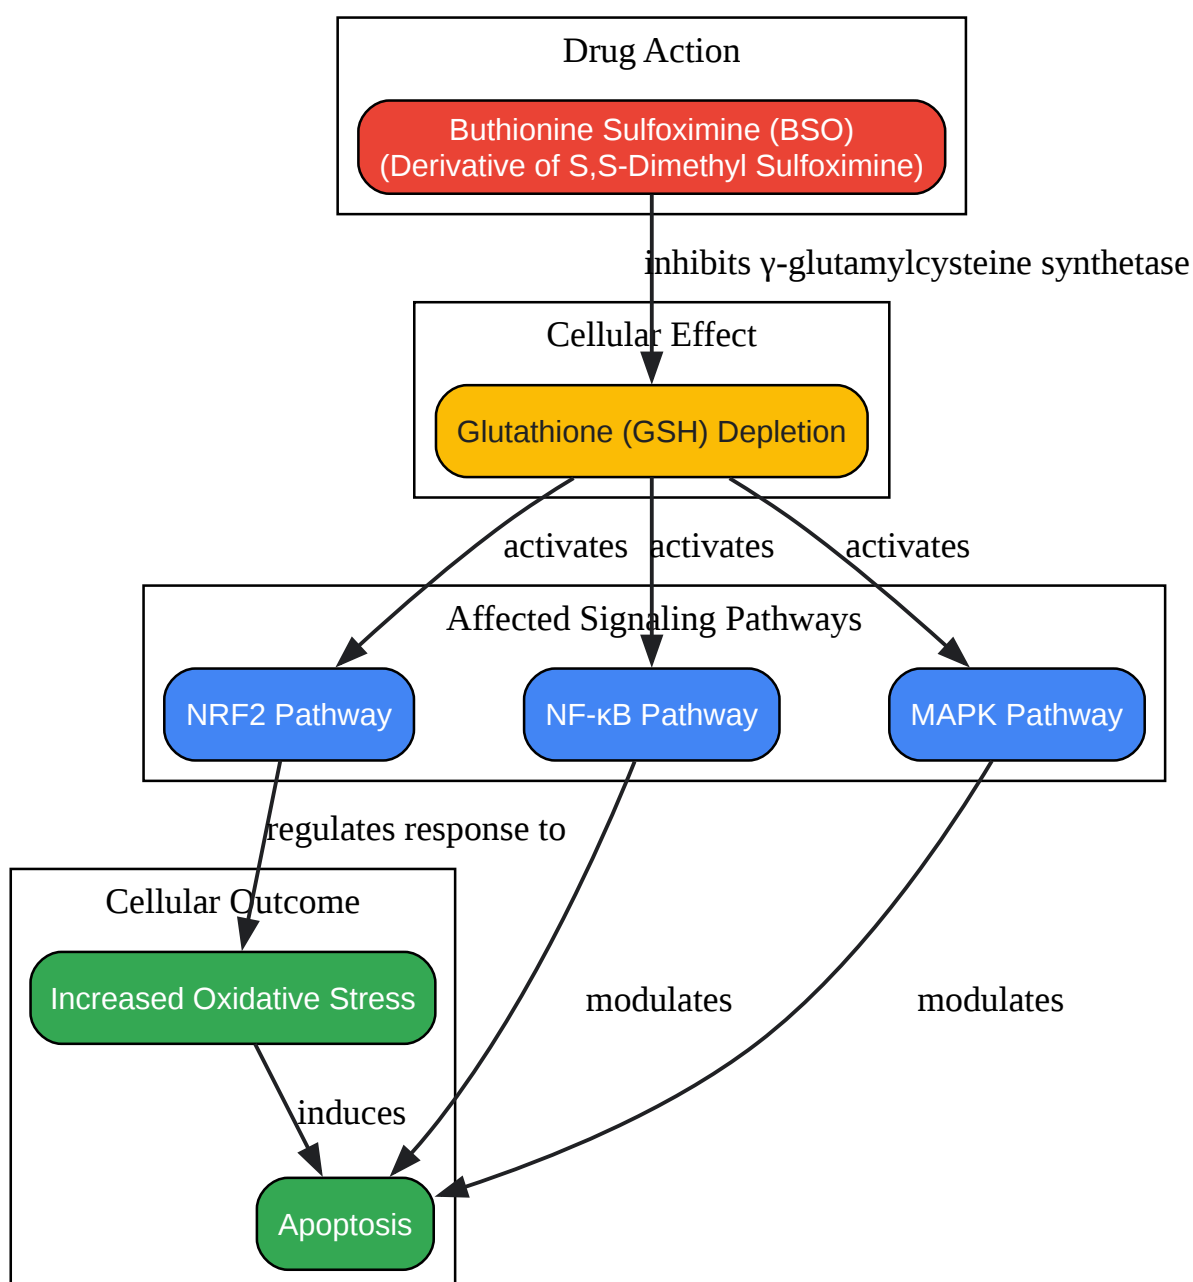 Drug Action
Buthionine Sulfoximine (BSO)
(Derivative of S,S-Dimethyl Sulfoximine)
inhibits γ-glutamylcysteine synthetase
Cellular Effect
Glutathione (GSH) Depletion
activates
activates
activates
Affected Signaling Pathways
NRF2 Pathway
NF-κB Pathway
MAPK Pathway
regulates response to
Cellular Outcome
Increased Oxidative Stress
modulates
modulates
induces
Apoptosis